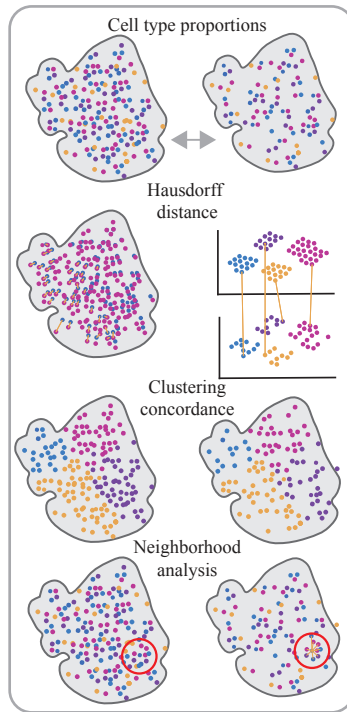 Cell type proportions
Hausdorff
distance
Clustering
concordance
Neighborhood
analysis